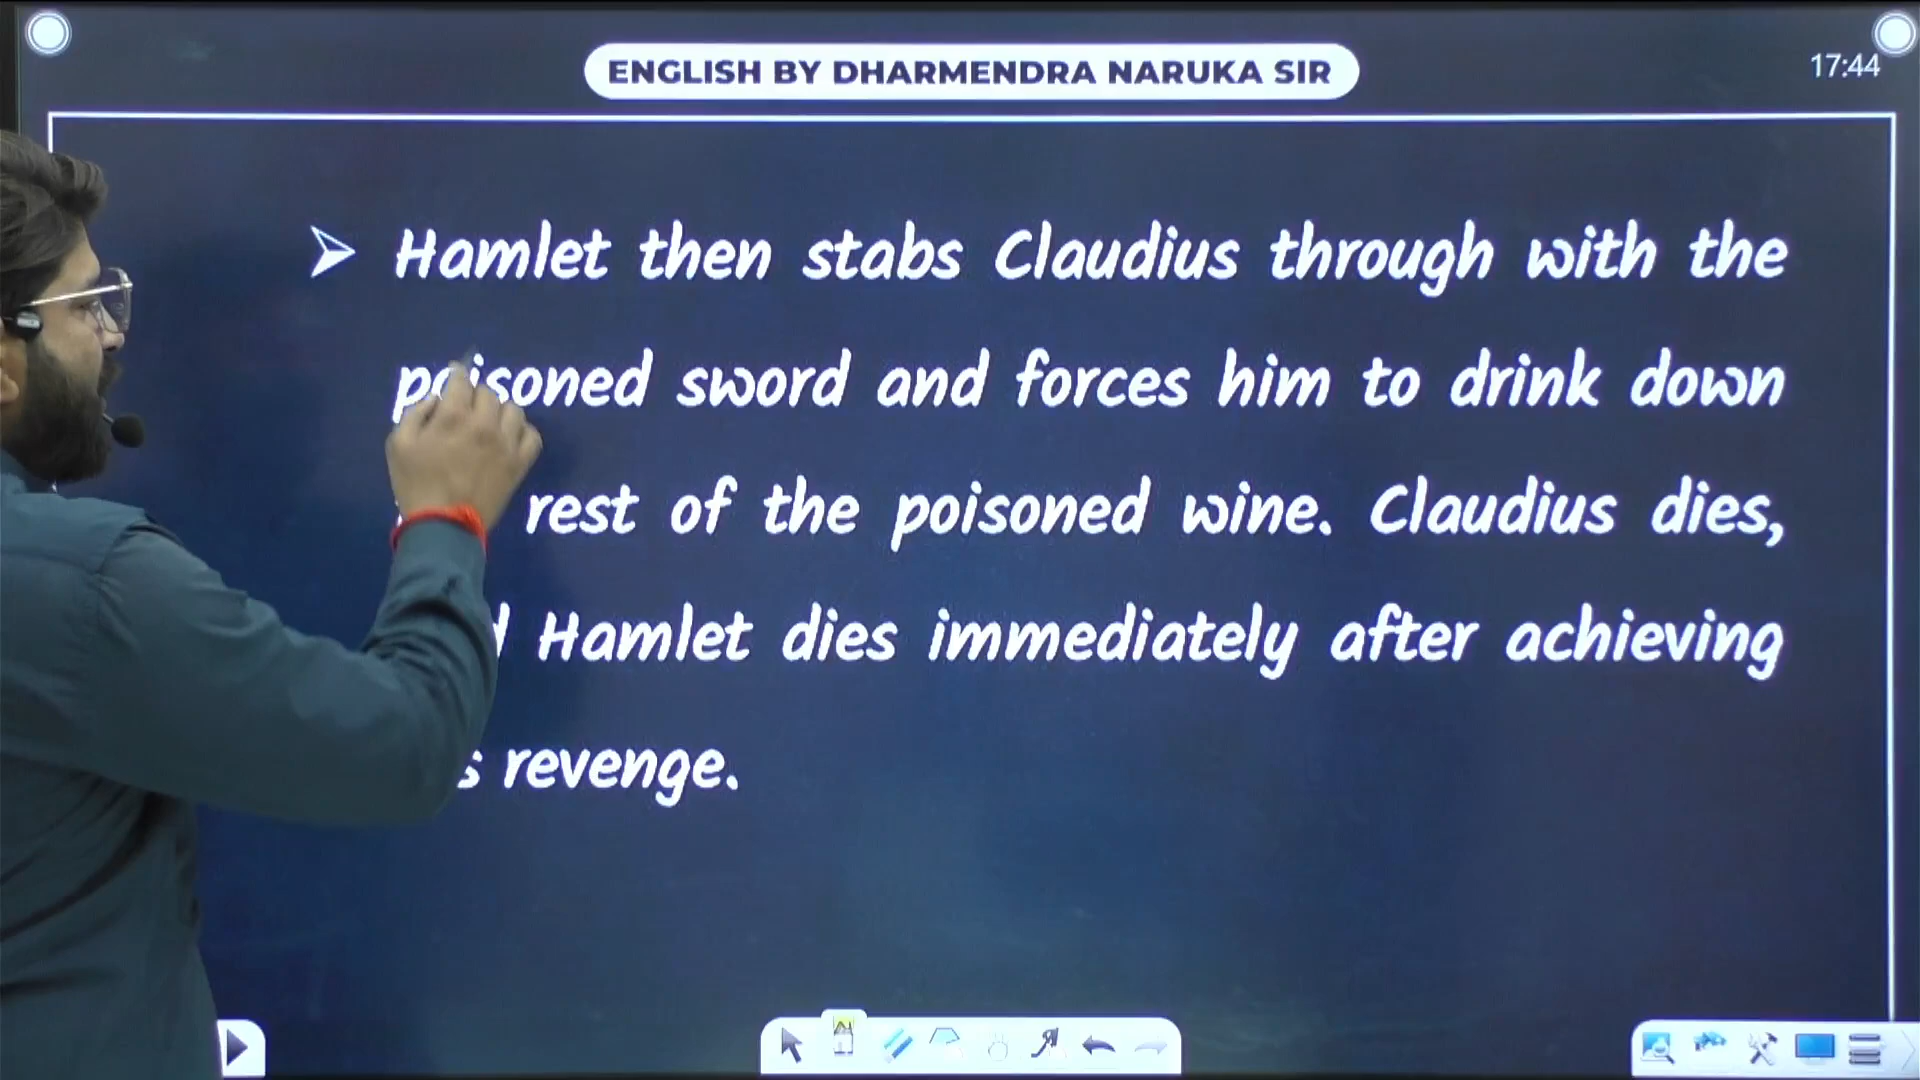 ENGLISH BY DHARMENDRA NARUKA SIR
17:44
Hamlet then stabs Claudius through with the
poisoned sword and forces him to drink down
rest of the poisoned wine. Claudius dies,
Hamlet dies immediately after achieving
revenge.